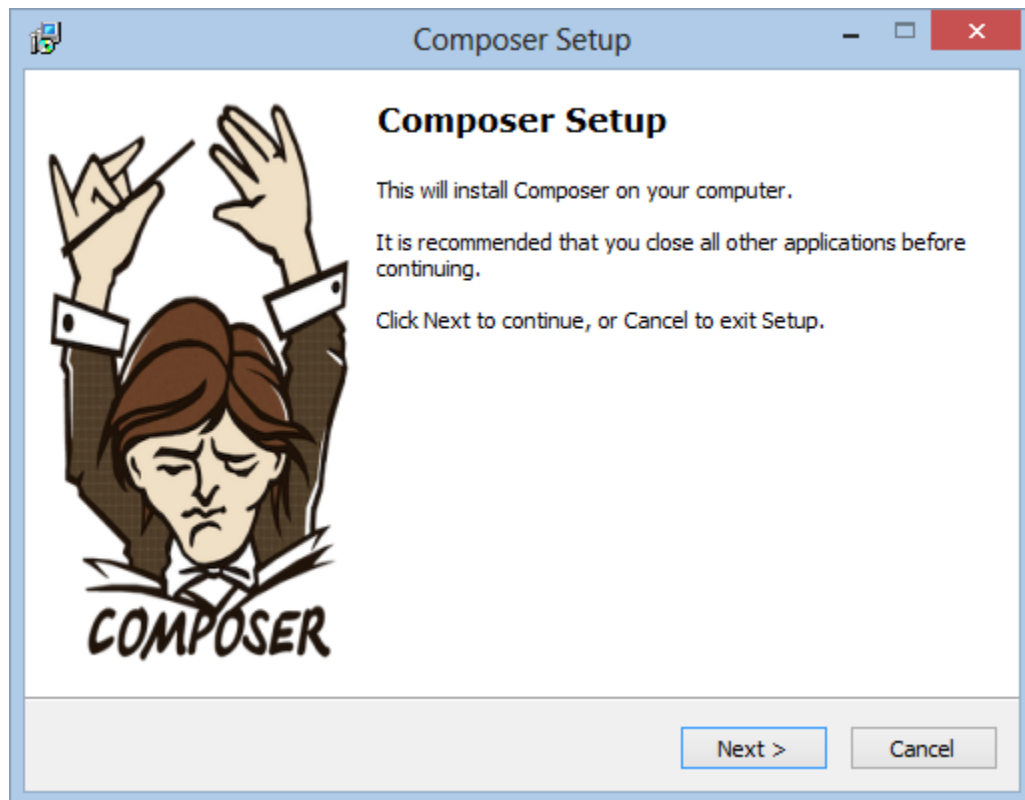 Composer Setup
Composer Setup
This will install Composer on your computer.
It is recommended that you close all other applications before
continuing.
Click Next to continue, or Cancel to exit Setup.
COMPOSER
Next >
Cancel